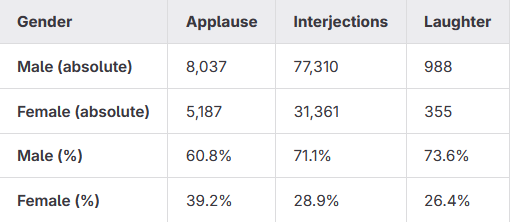 Gender Applause Interjections Laughter
Male (absolute) 8,037 77,310 988
Female (absolute) 5,187 31,361 355
Male (%) 60.8% 71.1% 73.6%
Female (%) 39.2% 28.9% 26.4%